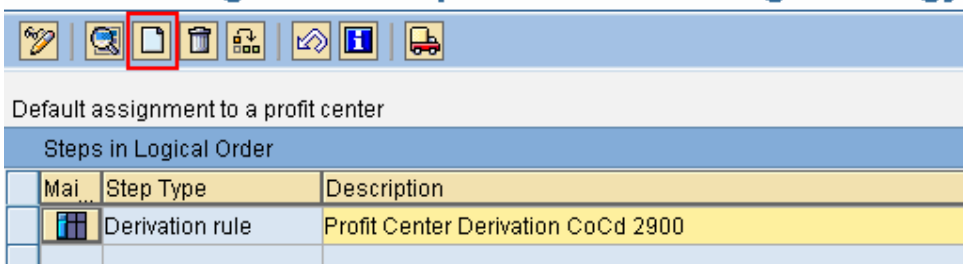 Default assignment to a profit center
Steps in Logical Order
Mai... Step Type Description
Derivation rule Profit Center Derivation CoCd 2900